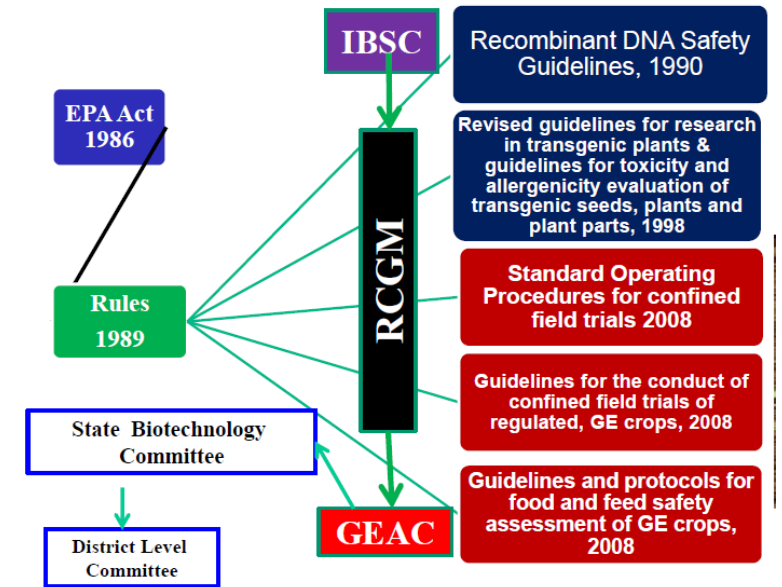 IBSC
Recombinant DNA Safety
Guidelines, 1990
EPA Act
1986
Revised guidelines for research
in transgenic plants &
guidelines for toxicity and
allergenicity evaluation of
transgenic seeds, plants and
plant parts, 1998
RCGM
Standard Operating
Procedures for confined
field trials 2008
Rules
1989
Guidelines for the conduct of
confined field trials of
regulated, GE crops, 2008
State Biotechnology
Committee
Guidelines and protocols for
food and feed safety
assessment of GE crops,
2008
GEAC
District Level
Committee